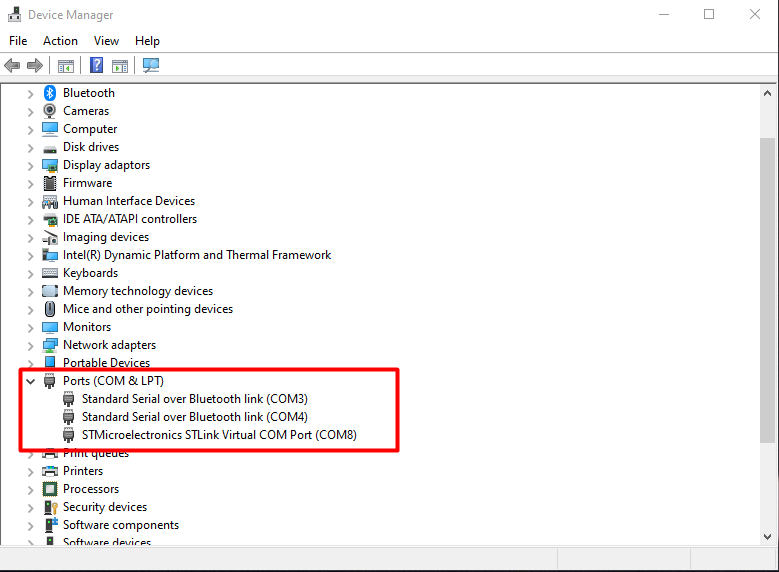 Device Manager
File Action View Help
Bluetooth
Cameras
Computer
Disk drives
Display adaptors
Firmware
Human Interface Devices
IDE ATA/ATAPI controllers
Imaging devices
Intel(R) Dynamic Platform and Thermal Framework
Keyboards
Memory technology devices
Mice and other pointing devices
Monitors
Network adapters
Portable Devices
Ports (COM & LPT)
Standard Serial over Bluetooth link (COM3)
Standard Serial over Bluetooth link (COM4)
STMicroelectronics STLink Virtual COM Port (COM8)
Print queues
Printers
Processors
Security devices
Software components
Software devices